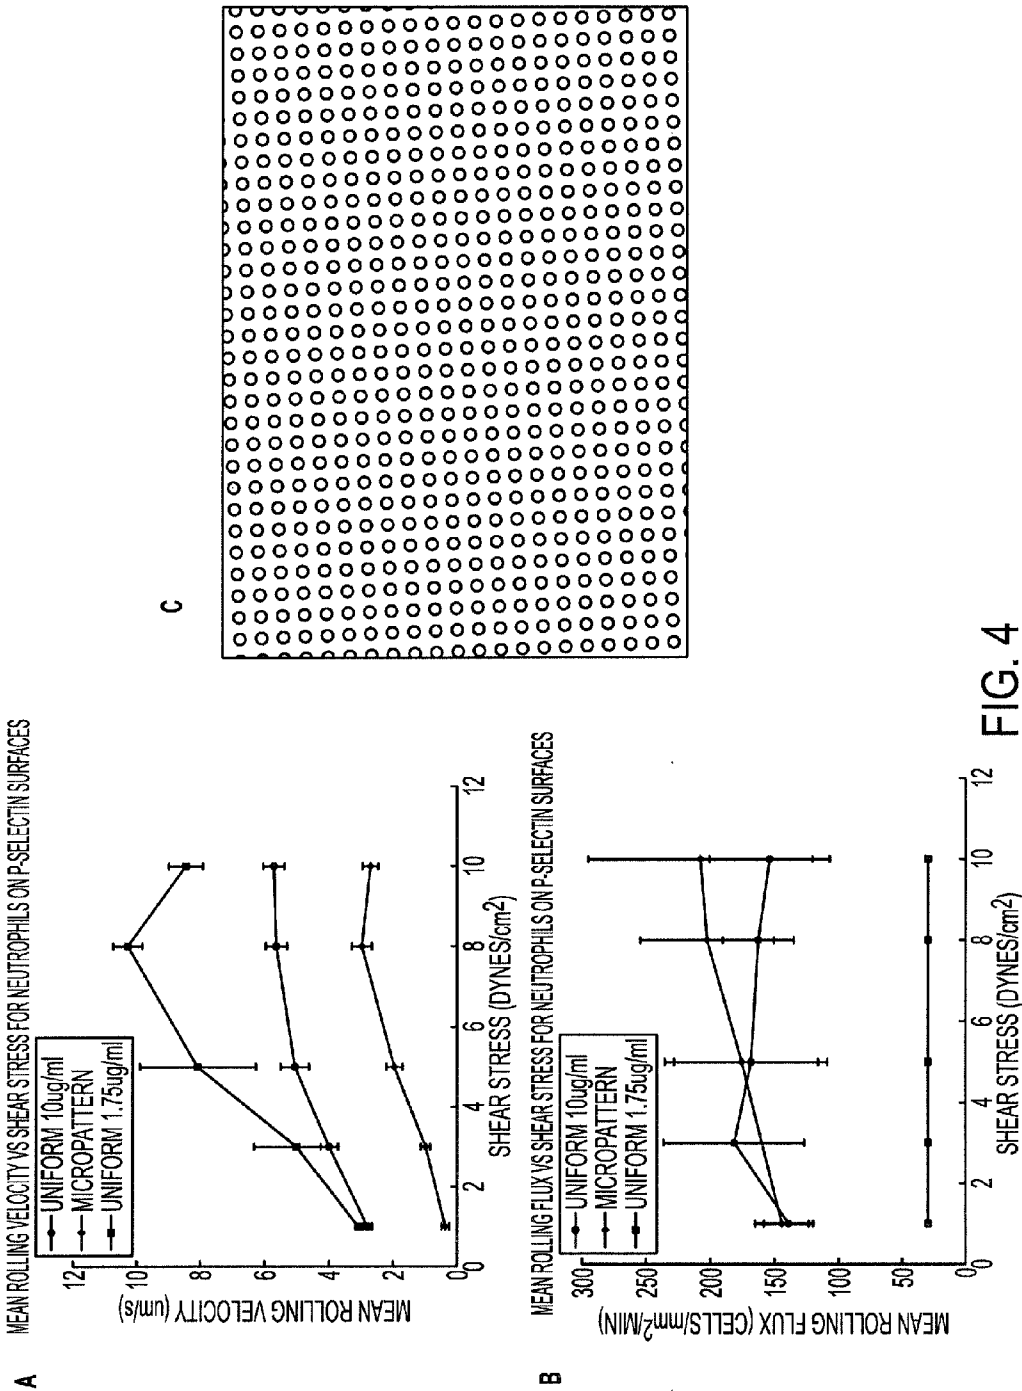 A
MEAN ROLLING VELOCITY VS SHEAR STRESS FOR NEUTROPHILS ON P-SELECTIN SURFACES
UNIFORM 10ug/ml
MICROPATTERN
UNIFORM 1.75ug/ml
MEAN ROLLING VELOCITY (um/s)
12
10
8
6
4
2
0
0 2 4 6 8 10 12
SHEAR STRESS (DYNES/cm2)
B
MEAN ROLLING FLUX VS SHEAR STRESS FOR NEUTROPHILS ON P-SELECTIN SURFACES
UNIFORM 10ug/ml
MICROPATTERN
UNIFORM 1.75ug/ml
MEAN ROLLING FLUX (CELLS/mm2/MIN)
300
250
200
150
100
50
0
0 2 4 6 8 10 12
SHEAR STRESS (DYNES/cm2)
C
FIG. 4